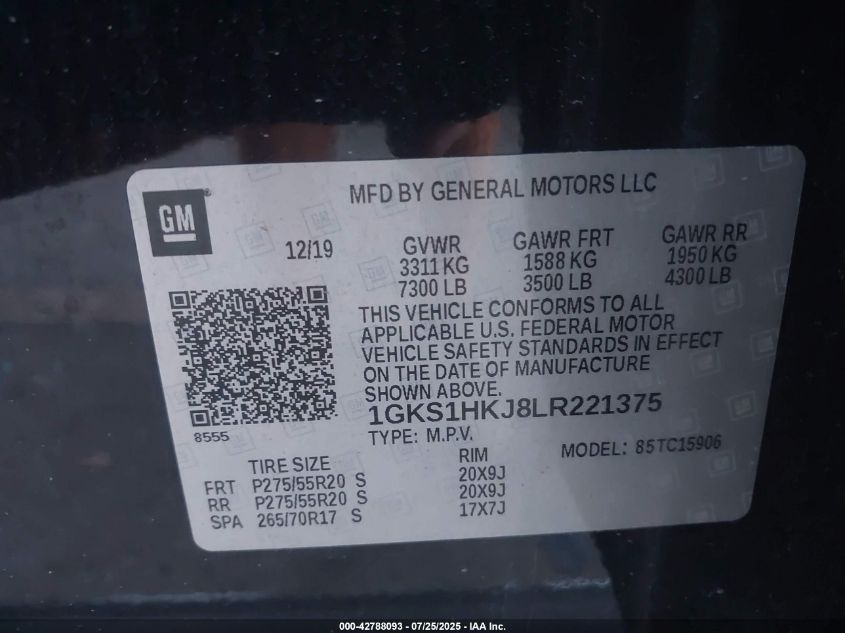 GM
MFD BY GENERAL MOTORS LLC
12/19
GVWR
3311 KG
7300 LB
GAWR FRT
1588 KG
3500 LB
GAWR RR
1950 KG
4300 LB
THIS VEHICLE CONFORMS TO ALL
APPLICABLE U.S. FEDERAL MOTOR
VEHICLE SAFETY STANDARDS IN EFFECT
ON THE DATE OF MANUFACTURE
SHOWN ABOVE.
1GKS1HKJ8LR221375
8555
TYPE: M.P.V.
MODEL: 85TC15906
TIRE SIZE RIM
FRT P275/55R20 S 20X9J
RR P275/55R20 S 20X9J
SPA 265/70R17 S 17X7J
000-42788093 - 07/25/2025 - IAA Inc.